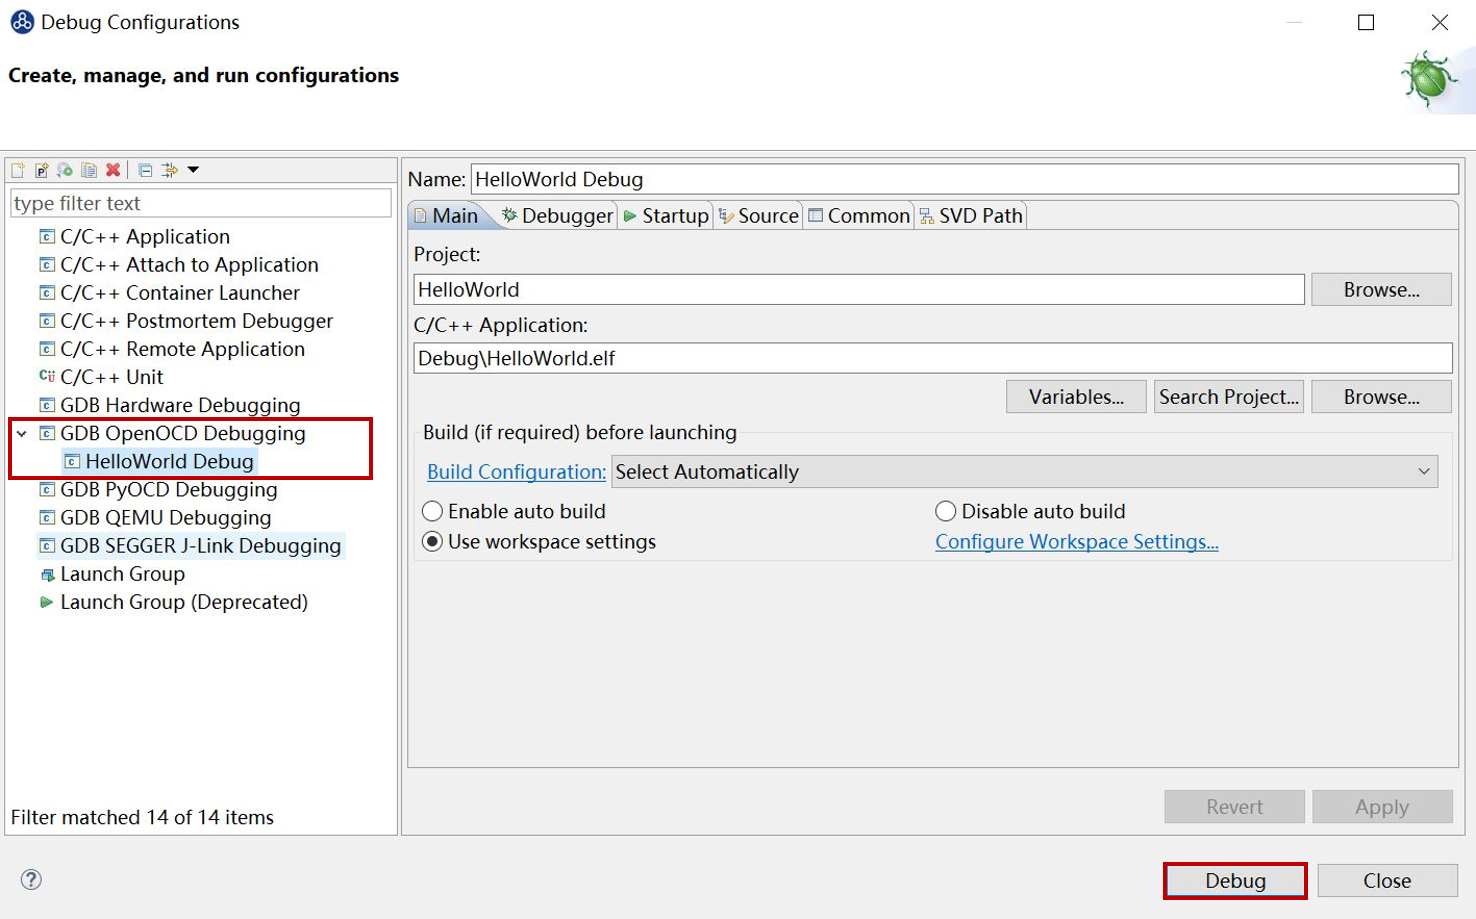 Debug Configurations
Create, manage, and run configurations
type filter text
C/C++ Application
C/C++ Attach to Application
C/C++ Container Launcher
C/C++ Postmortem Debugger
C/C++ Remote Application
C/C++ Unit
GDB Hardware Debugging
GDB OpenOCD Debugging
HelloWorld Debug
GDB PyOCD Debugging
GDB QEMU Debugging
GDB SEGGER J-Link Debugging
Launch Group
Launch Group (Deprecated)
Filter matched 14 of 14 items
Name: HelloWorld Debug
Main Debugger Startup Source Common SVD Path
Project:
HelloWorld Browse...
C/C++ Application:
Debug\HelloWorld.elf
Variables... Search Project... Browse...
Build (if required) before launching
Build Configuration: Select Automatically
Enable auto build Disable auto build
Use workspace settings Configure Workspace Settings...
Revert Apply
? Debug Close